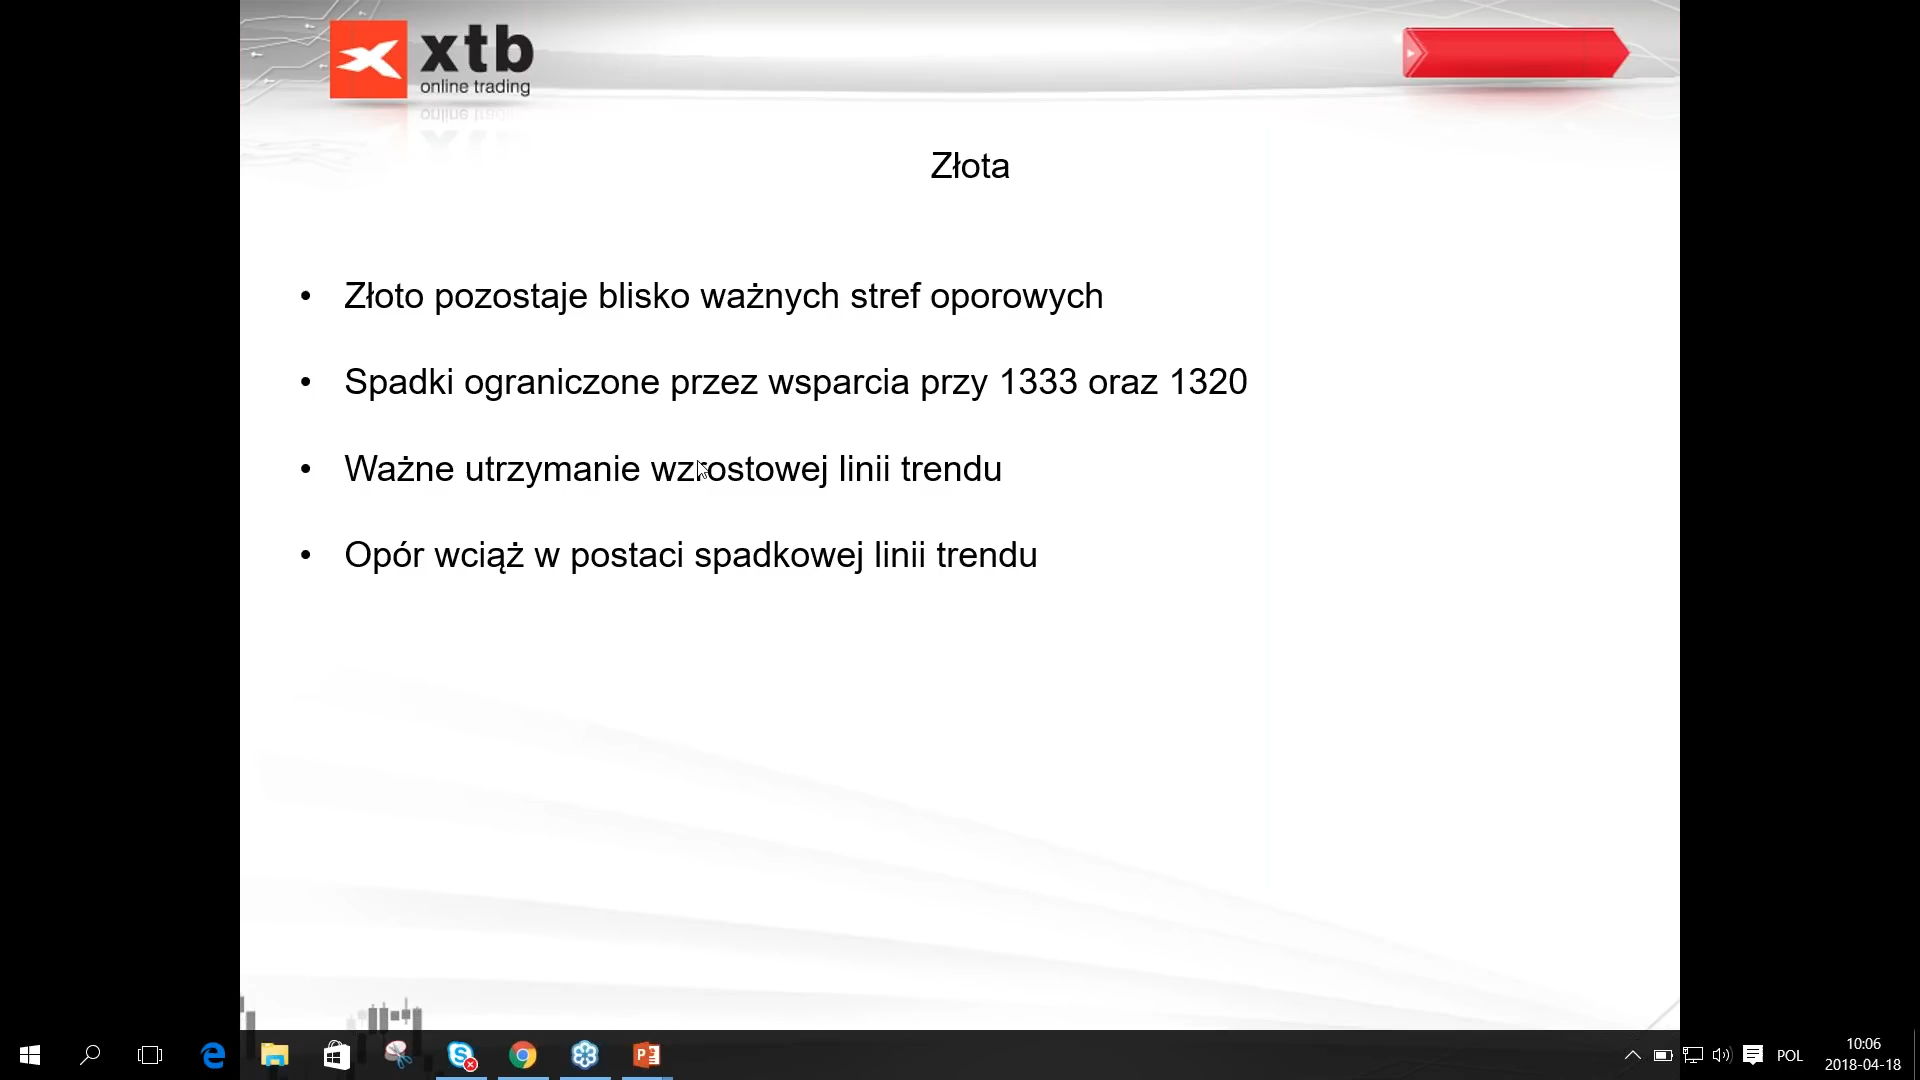 xtb
online trading
Złota
• Złoto pozostaje blisko ważnych stref oporowych
• Spadki ograniczone przez wsparcia przy 1333 oraz 1320
• Ważne utrzymanie wzrostowej linii trendu
• Opór wciąż w postaci spadkowej linii trendu
POL
10:06
2018-04-18